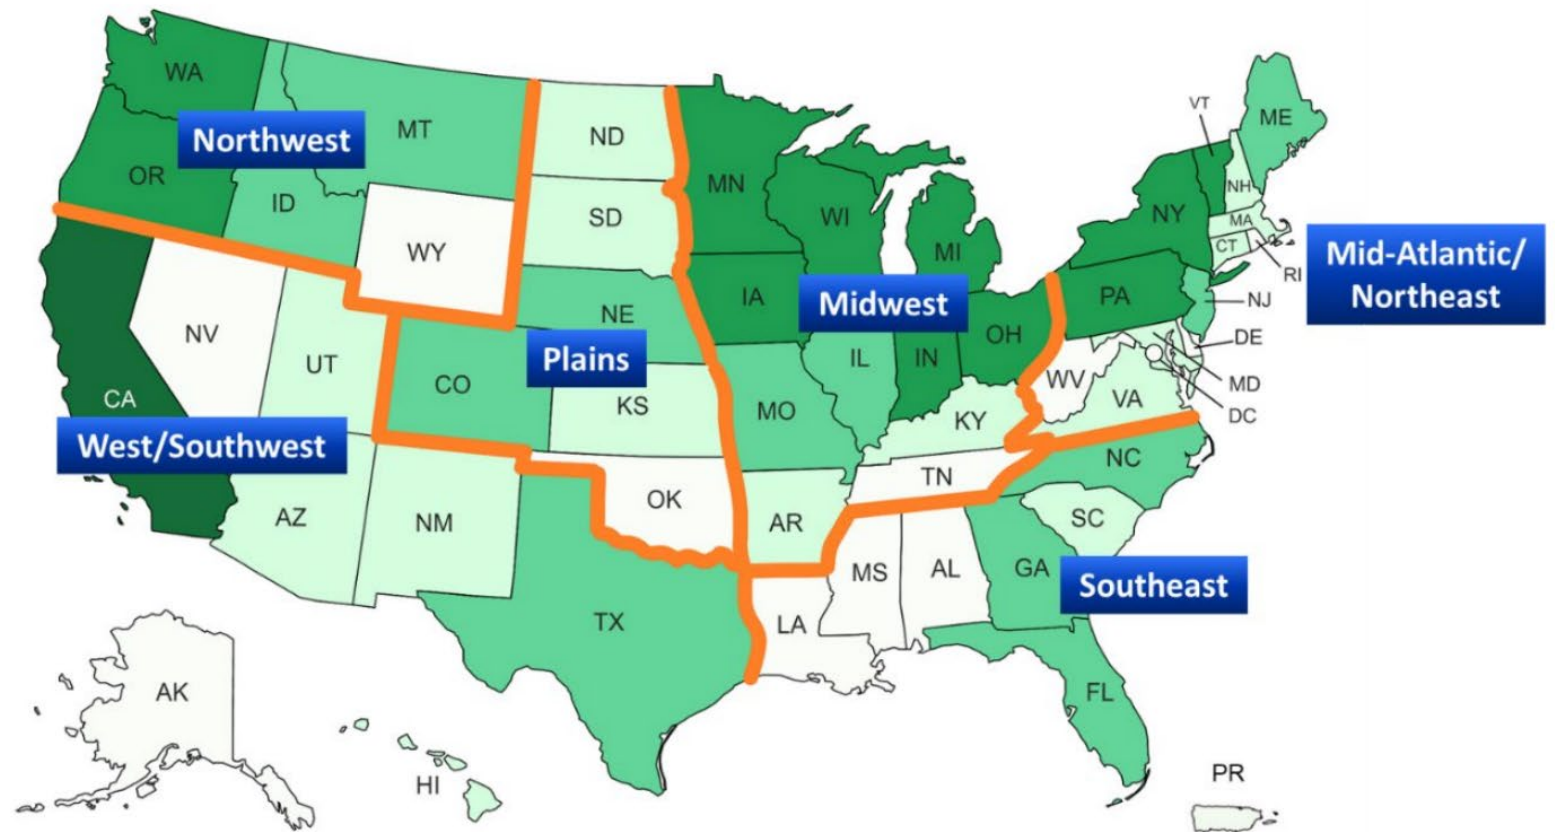 WA
MT
ND
Northwest
OR
ID
SD
WY
MN
WI
MI
VT
ME
NH
NY
MA
CT
RI
Mid-Atlantic/
Northeast
NV
UT
NE
IA
Midwest
OH
PA
NJ
DE
CA
CO
Plains
KS
MO
IL
IN
KY
WV
VA
MD
DC
West/Southwest
AZ
NM
OK
AR
TN
NC
SC
MS
AL
GA
Southeast
TX
LA
FL
AK
HI
PR